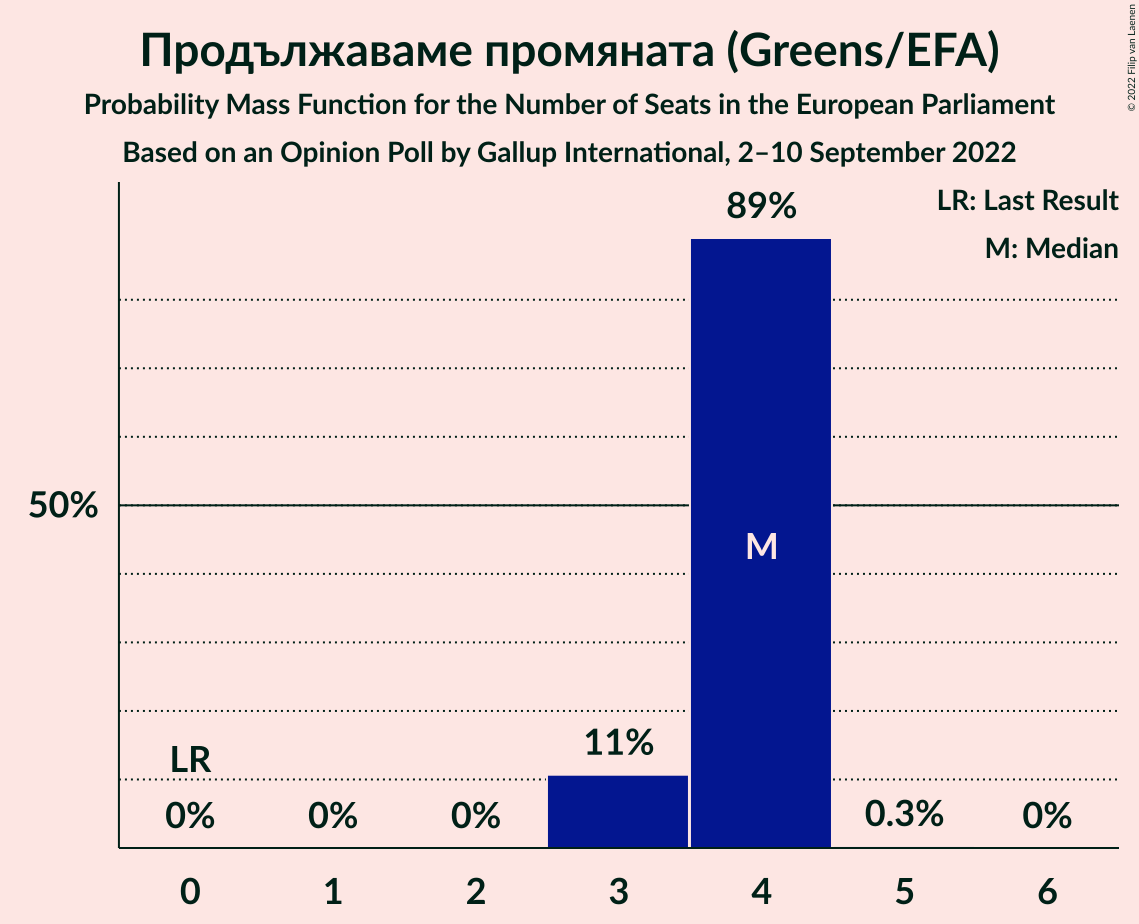 Продължаваме промяната (Greens/EFA)
Probability Mass Function for the Number of Seats in the European Parliament
Based on an Opinion Poll by Gallup International, 2–10 September 2022
© 2022 Filip van Laenen
LR: Last Result
M: Median
89%
50%
M
11%
LR
0%
0%
0%
0.3%
0%
0
1
2
3
4
5
6